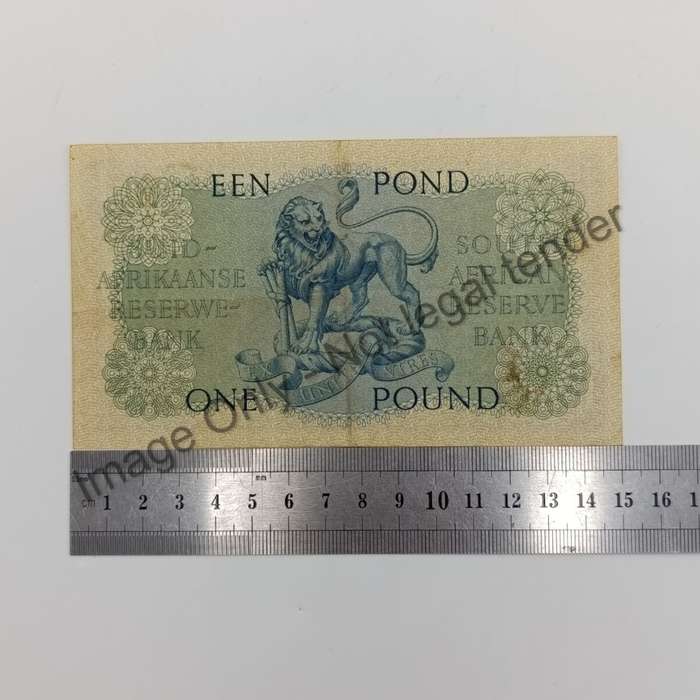 EEN POND
SUID-
AFRIKAANSE
RESERWE-
BANK
SOUTH
AFRICAN
RESERVE
BANK
EX UNITATE VIRES
ONE POUND
Image Only - Not legal tender
mm
cm 1 2 3 4 5 6 7 8 9 10 11 12 13 14 15 16